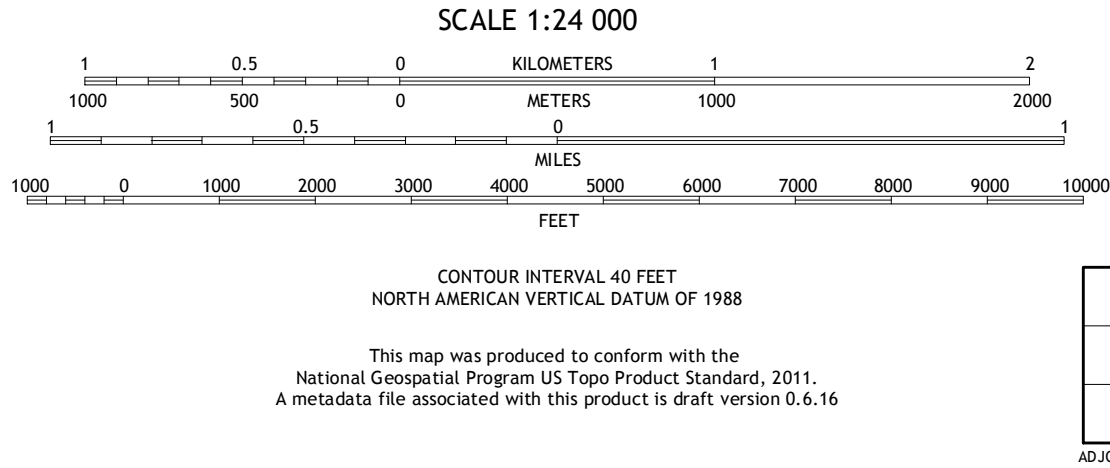 SCALE 1:24 000
1 0.5 0 KILOMETERS 1 2
1000 500 0 METERS 1000 2000
1 0.5 0 1
MILES
1000 0 1000 2000 3000 4000 5000 6000 7000 8000 9000 10000
FEET
CONTOUR INTERVAL 40 FEET
NORTH AMERICAN VERTICAL DATUM OF 1988
This map was produced to conform with the
National Geospatial Program US Topo Product Standard, 2011.
A metadata file associated with this product is draft version 0.6.16